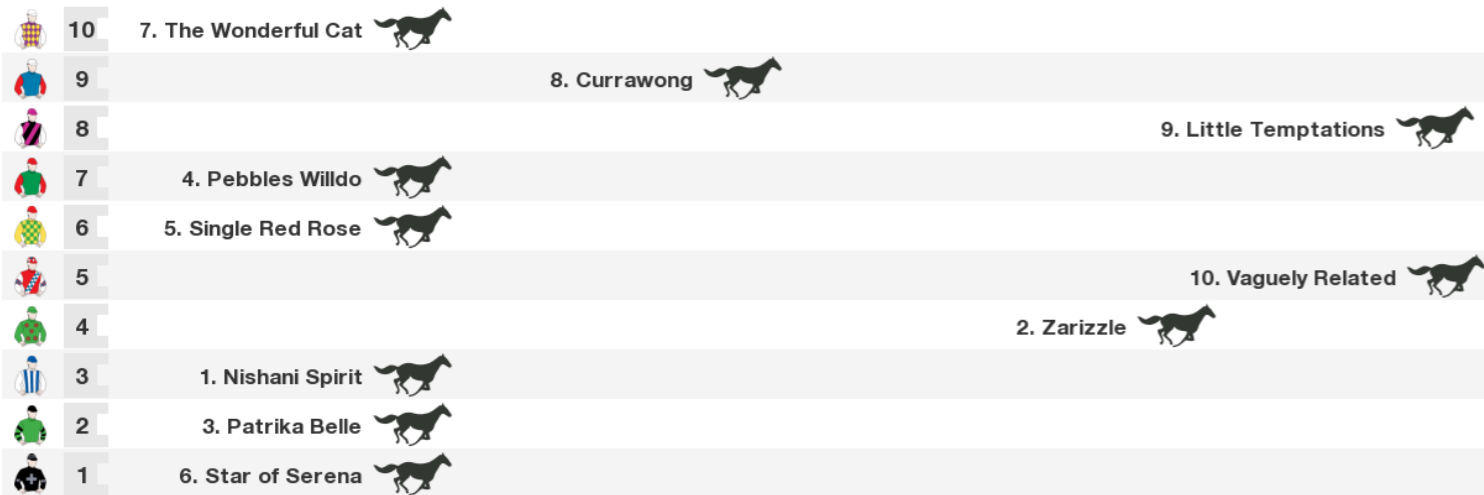 10 7. The Wonderful Cat
9 8. Currawong
8 9. Little Temptations
7 4. Pebbles Willdo
6 5. Single Red Rose
5 10. Vaguely Related
4 2. Zarizzle
3 1. Nishani Spirit
2 3. Patrika Belle
1 6. Star of Serena